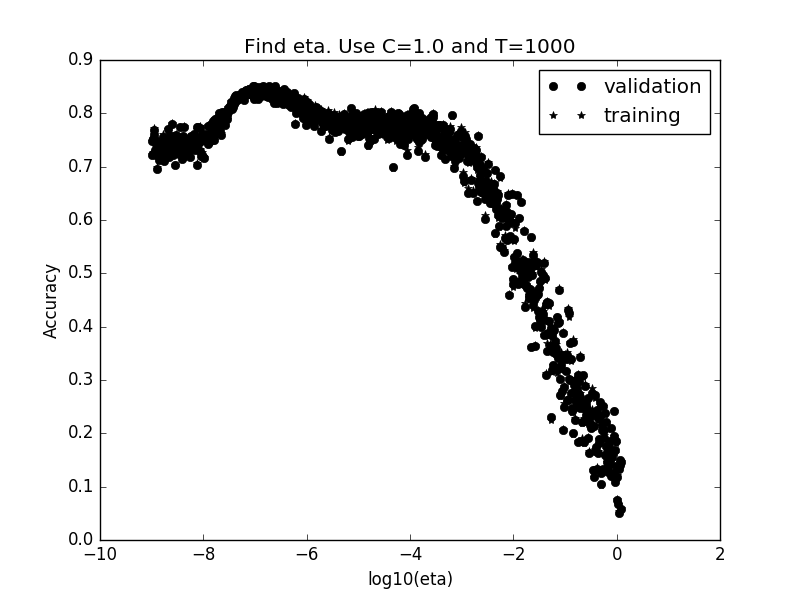 Find eta. Use C=1.0 and T=1000
validation
training
0.9
0.8
0.7
0.6
0.5
0.4
0.3
0.2
0.1
0.0
Accuracy
−10 −8 −6 −4 −2 0 2
log10(eta)